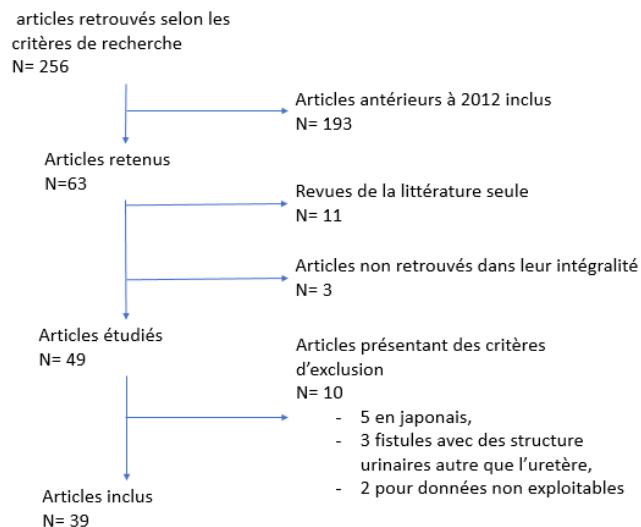 articles retrouvés selon les
critères de recherche
N= 256
Articles antérieurs à 2012 inclus
N= 193
Articles retenus
N=63
Revues de la littérature seule
N= 11
Articles non retrouvés dans leur intégralité
N= 3
Articles étudiés
N= 49
Articles présentant des critères
d’exclusion
N= 10
- 5 en japonais,
- 3 fistules avec des structure
urinaires autre que l’uretère,
- 2 pour données non exploitables
Articles inclus
N= 39